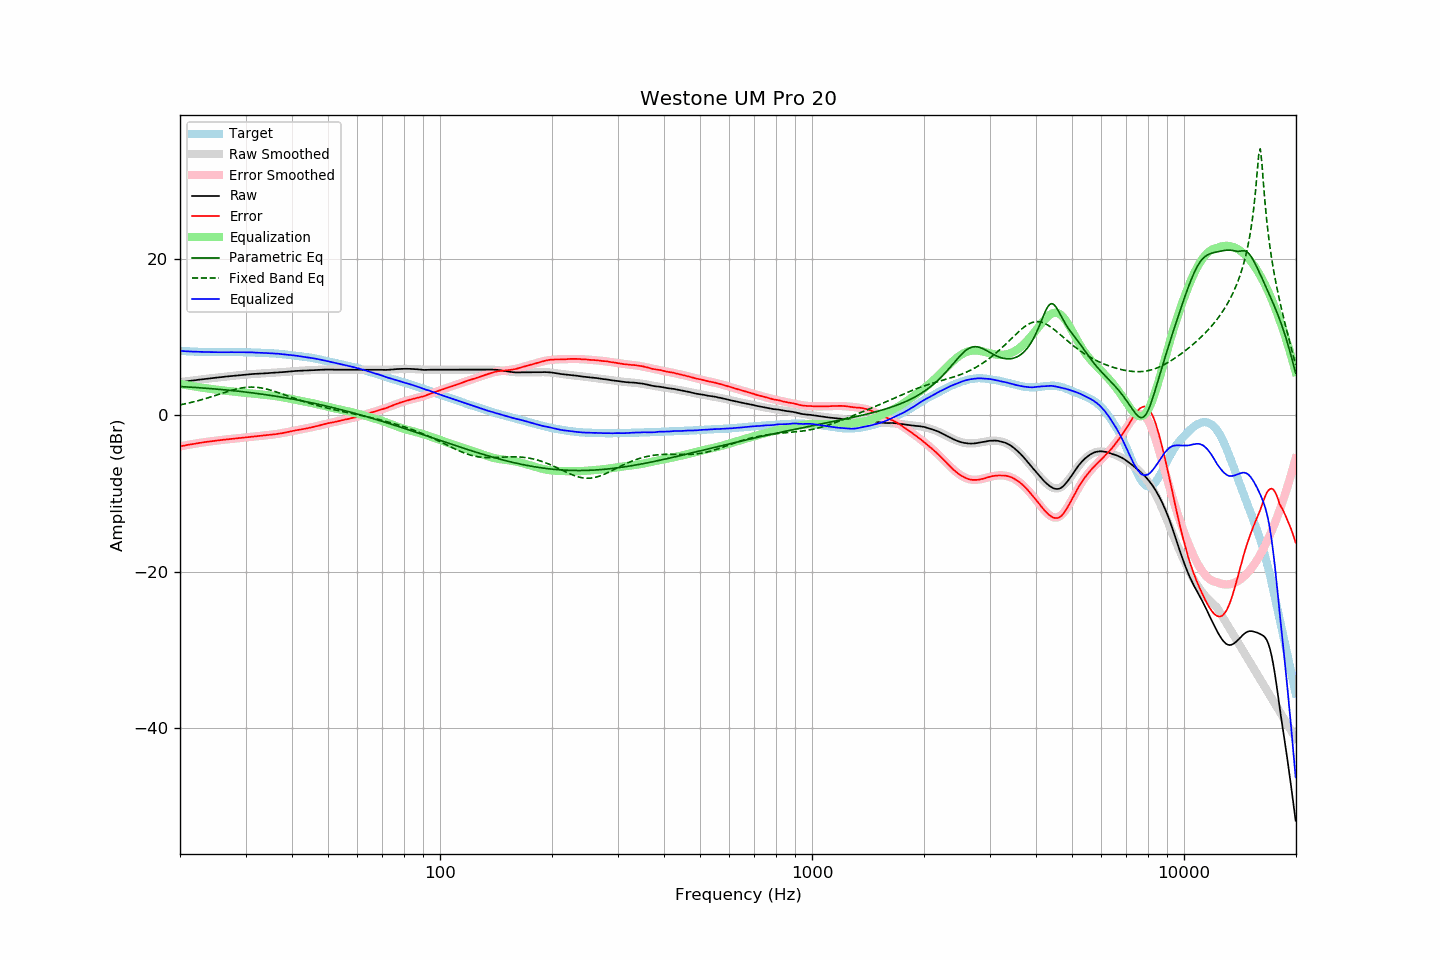 Westone UM Pro 20
Target
Raw Smoothed
Error Smoothed
Raw
Error
Equalization
Parametric Eq
Fixed Band Eq
Equalized
20
0
−20
−40
Amplitude (dBr)
100
1000
10000
Frequency (Hz)